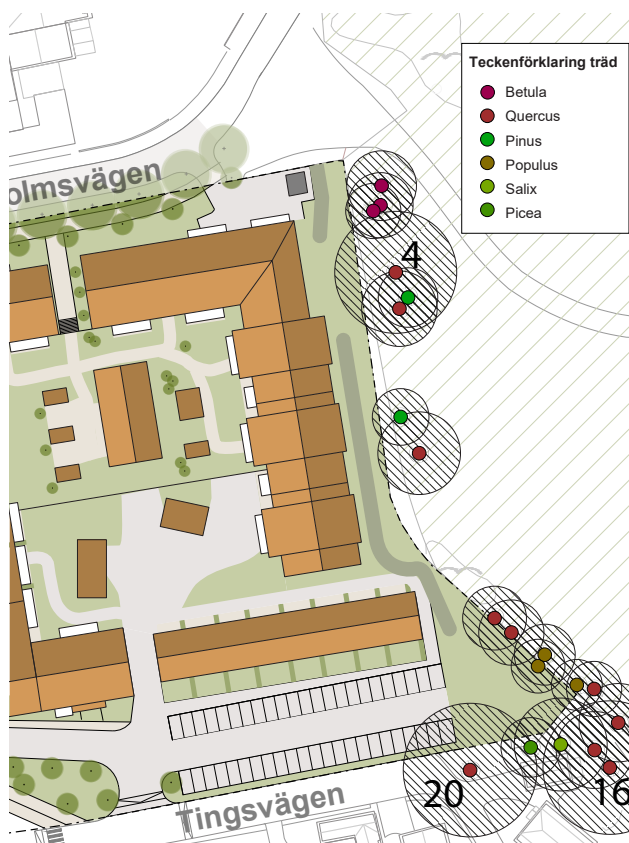 Teckenförklaring träd
Betula
Quercus
Pinus
Populus
Salix
Picea
olmsvägen
4
20
16
Tingsvägen